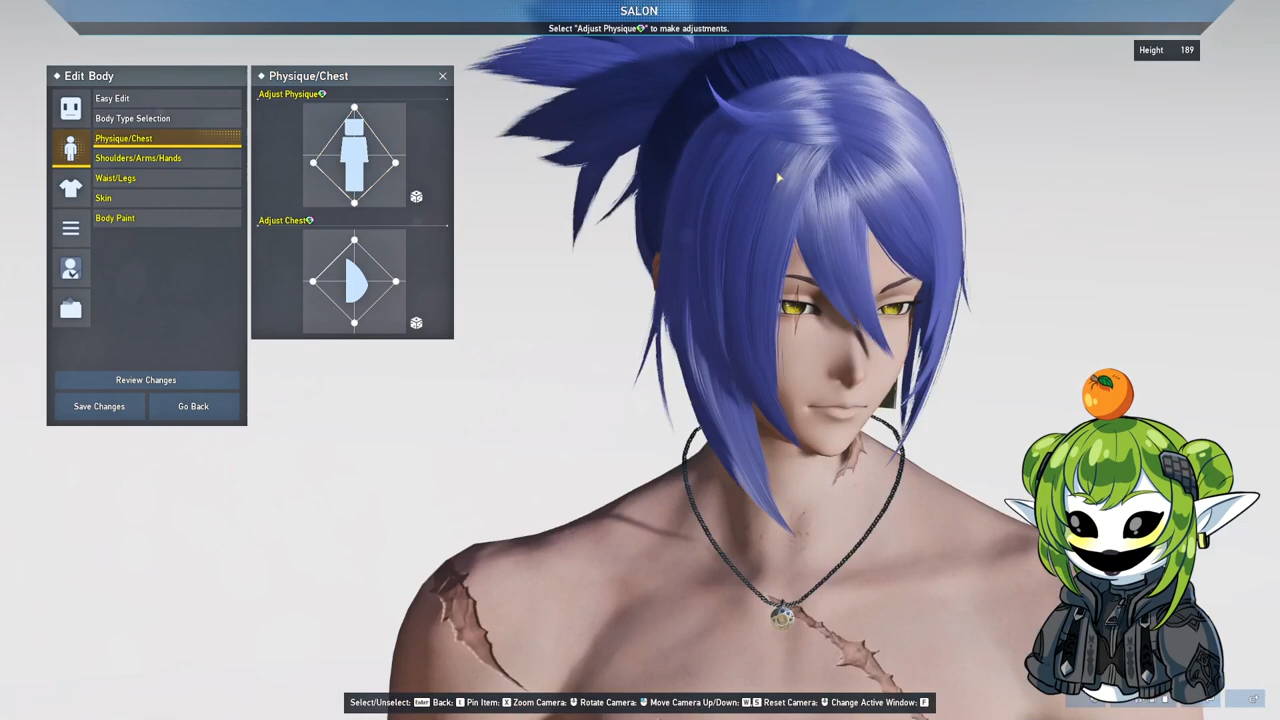 SALON
Select "Adjust Physique" to make adjustments.
Height 189
Edit Body
Easy Edit
Body Type Selection
Physique/Chest
Shoulders/Arms/Hands
Waist/Legs
Skin
Body Paint
Review Changes
Save Changes
Go Back
Physique/Chest
Adjust Physique
Adjust Chest
Select/Unselect: Enter Back: E Pin Item: X Zoom Camera: Rotate Camera: Move Camera Up/Down: W,S Reset Camera: Change Active Window: F